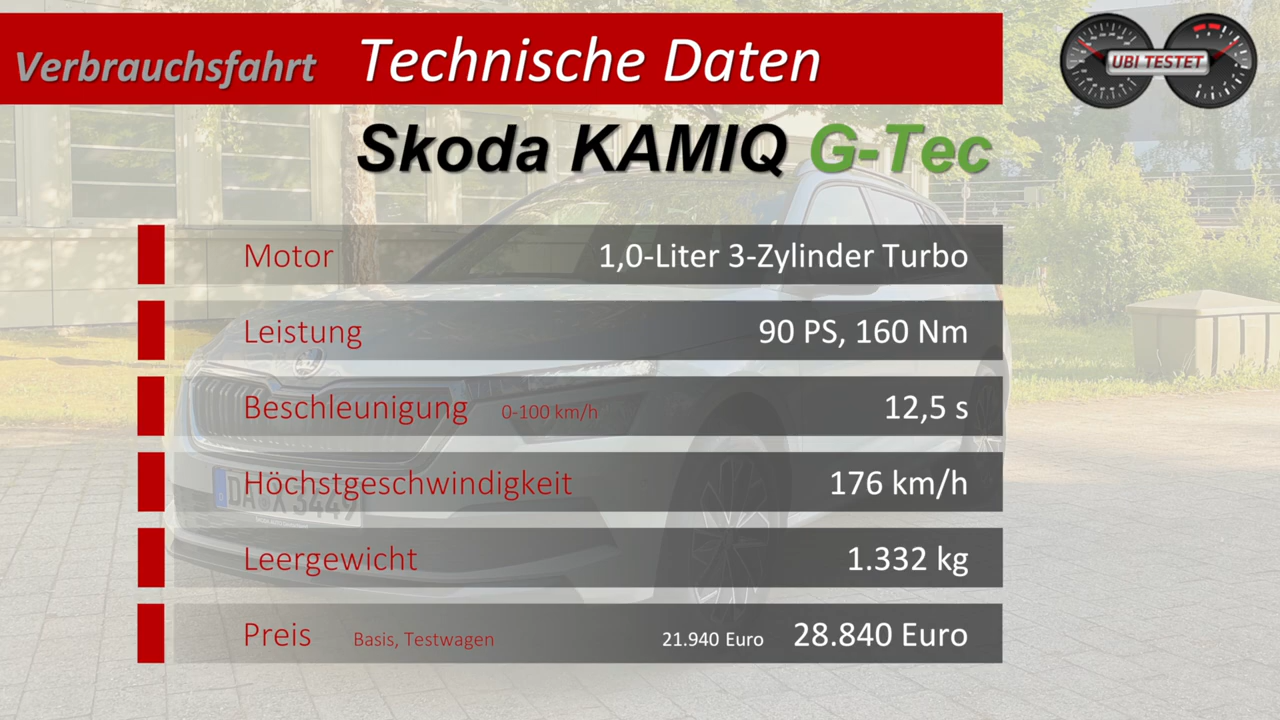 Verbrauchsfahrt Technische Daten
UBI TESTET
Skoda KAMIQ G-Tec
Motor 1,0-Liter 3-Zylinder Turbo
Leistung 90 PS, 160 Nm
Beschleunigung 0-100 km/h 12,5 s
Höchstgeschwindigkeit 176 km/h
Leergewicht 1.332 kg
Preis Basis, Testwagen 21.940 Euro 28.840 Euro